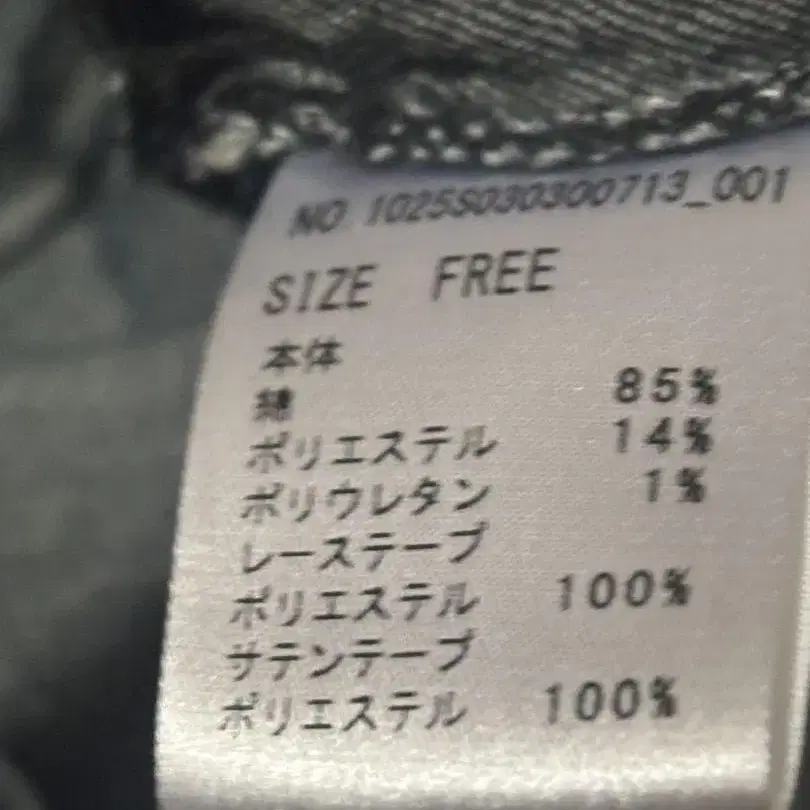 NO 1025S030300713_001
SIZE FREE
本体
綿 85%
ポリエステル 14%
ポリウレタン 1%
レーステープ
ポリエステル 100%
サテンテープ
ポリエステル 100%